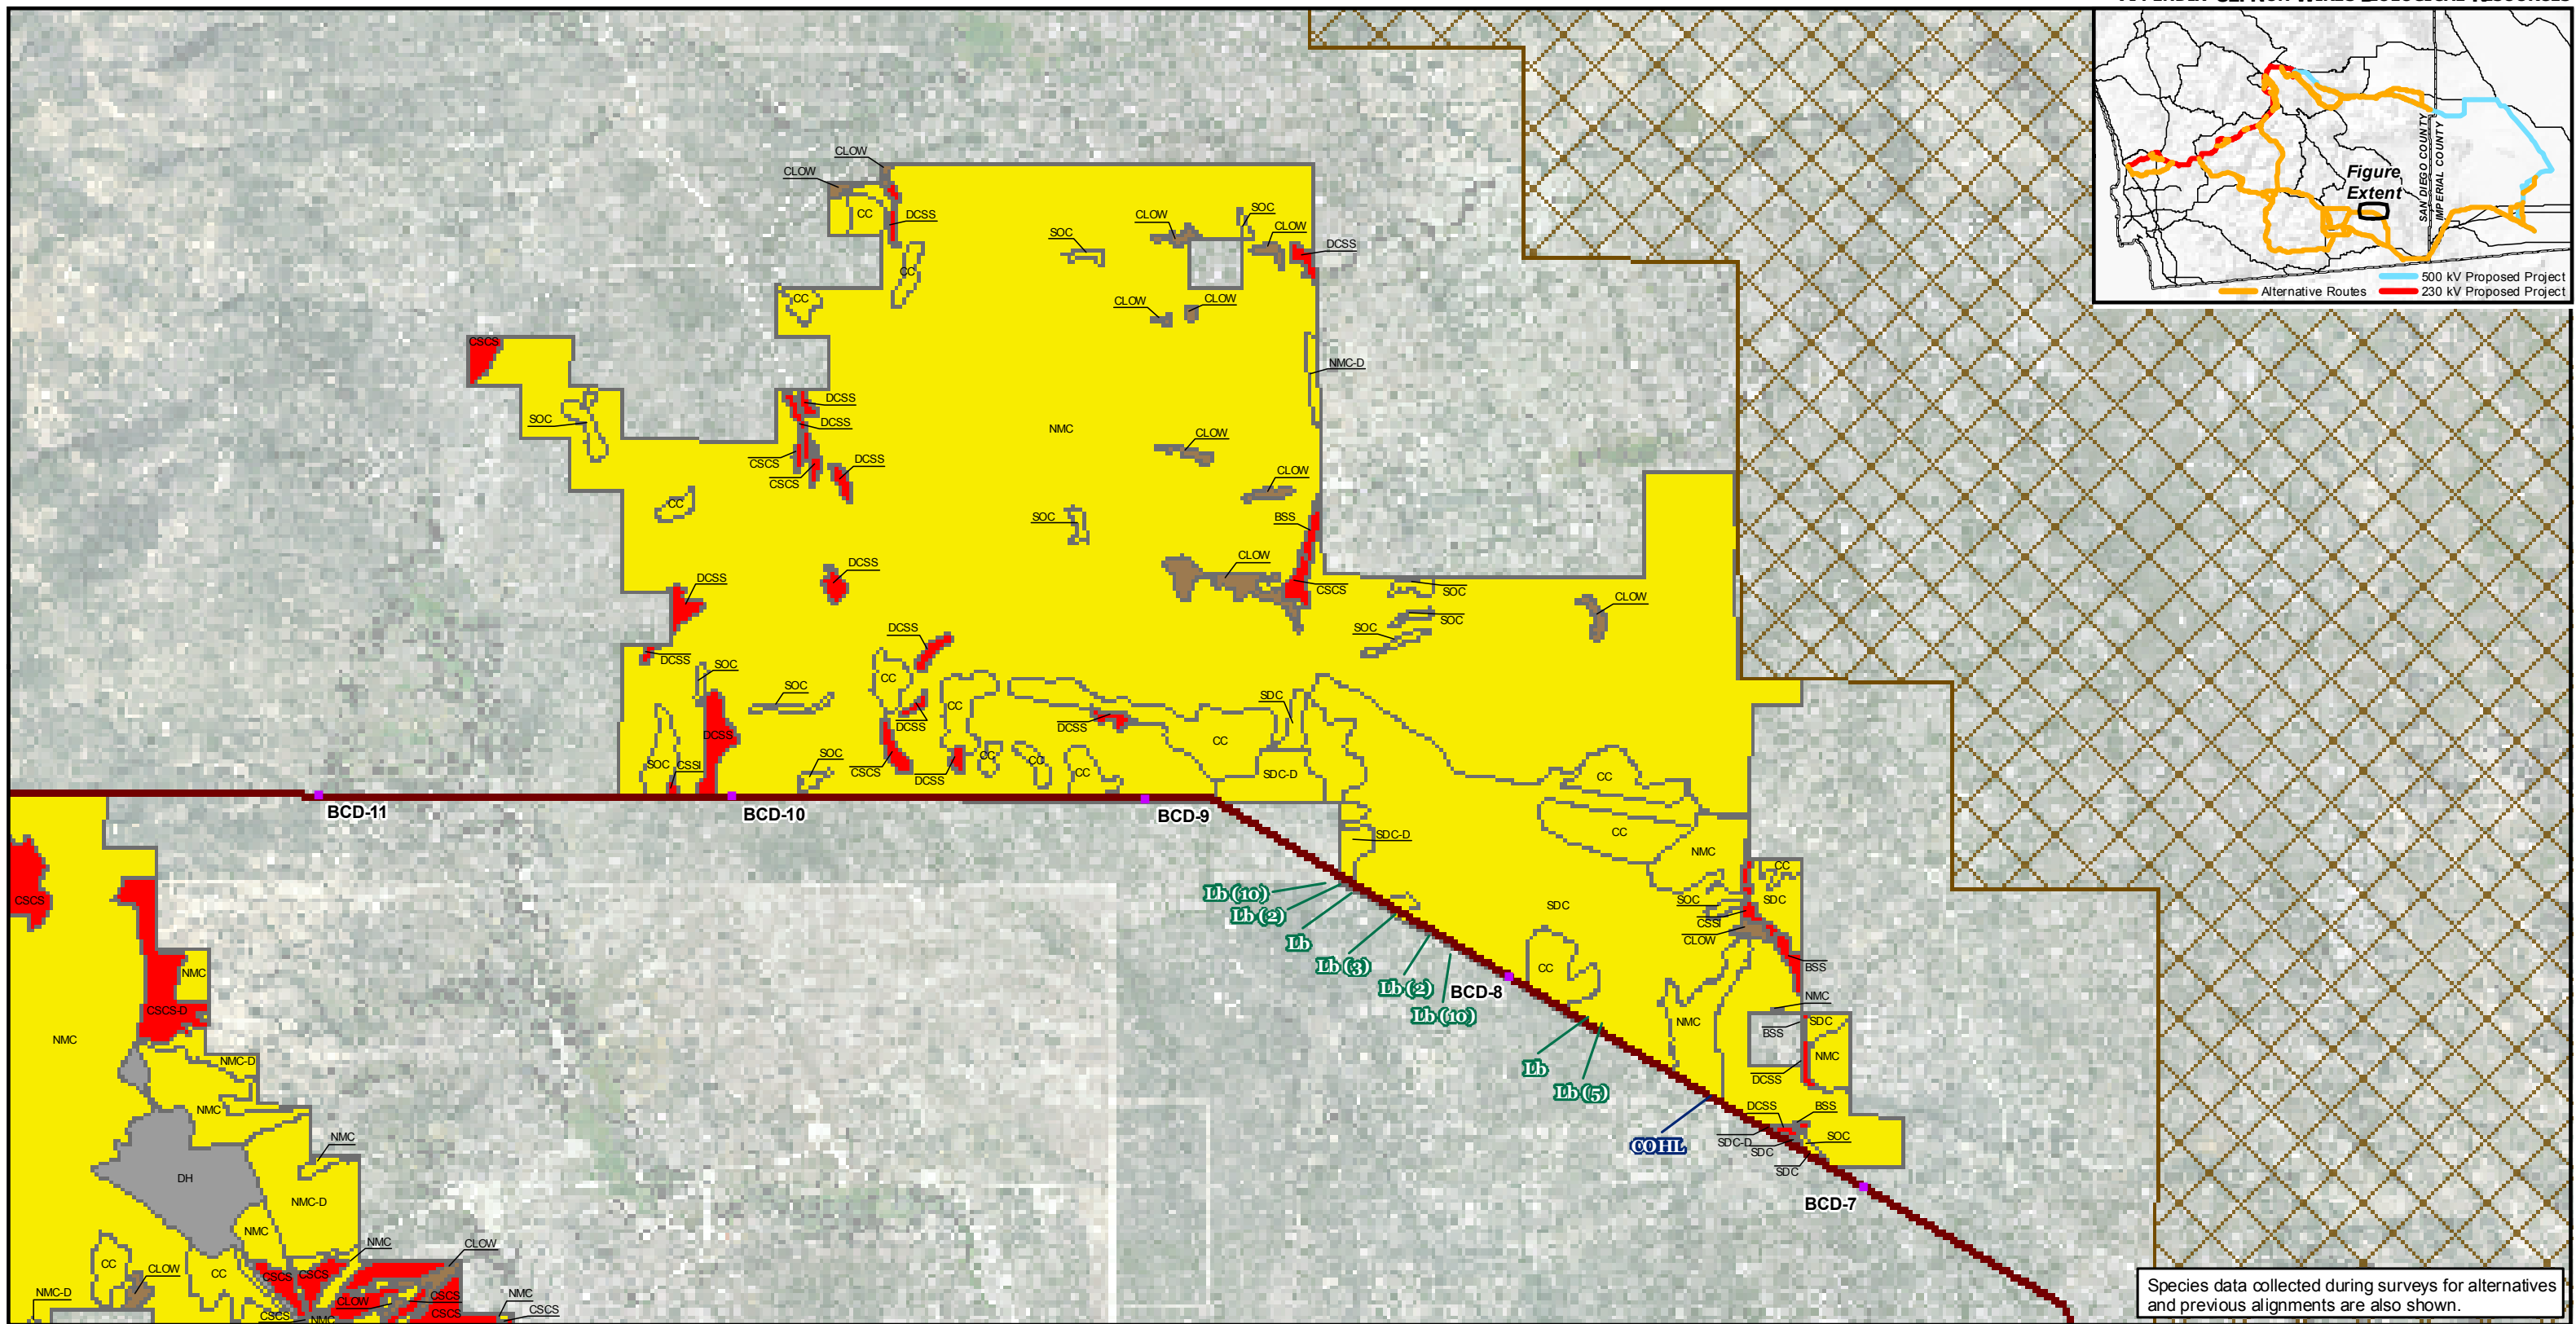 CLOW
CLOW
CC
DCSS
CC
CC
CLOW
SOC
SOC
CLOW
DCSS
CLOW
CLOW
NMC-D
CSCS
SOC
DCSS
DCSS
CSCS
CSCS
DCSS
NMC
CLOW
CLOW
CC
SOC
BSS
CLOW
DCSS
DCSS
CSCS
SOC
SOC
SOC
CLOW
DCSS
DCSS
SOC
SOC
CC
DCSS
CC
DCSS
SDC
DCSS
CC
SOC
CSSI
DCSS
SOC
CSCS
DCSS
CC
CC
CC
SDC-D
CC
BCD-11
BCD-10
BCD-9
SDC-D
CC
NMC
CC
SDC
SOC
CSSI
CLOW
BSS
SDC
CC
Lb (10)
Lb (2)
Lb
Lb (3)
Lb (2)
Lb (10)
BCD-8
Lb
Lb (5)
COHL
NMC
NMC
BSS
SDC
NMC
DCSS
DCSS
BSS
SDC-D
SDC
SOC
SDC
BCD-7
CSCS
NMC
CSCS-D
NMC
NMC-D
NMC
NMC
DH
NMC-D
NMC
NMC
CLOW
CC
CLOW
CC
CSCS
CSCS
NMC-D
CLOW
CSCS
CSCS
NMC
CSCS
CSCS
NMC
Figure
Extent
SAN DIEGO COUNTY
IMPERIAL COUNTY
500 kV Proposed Project
Alternative Routes
230 kV Proposed Project
Species data collected during surveys for alternatives
and previous alignments are also shown.